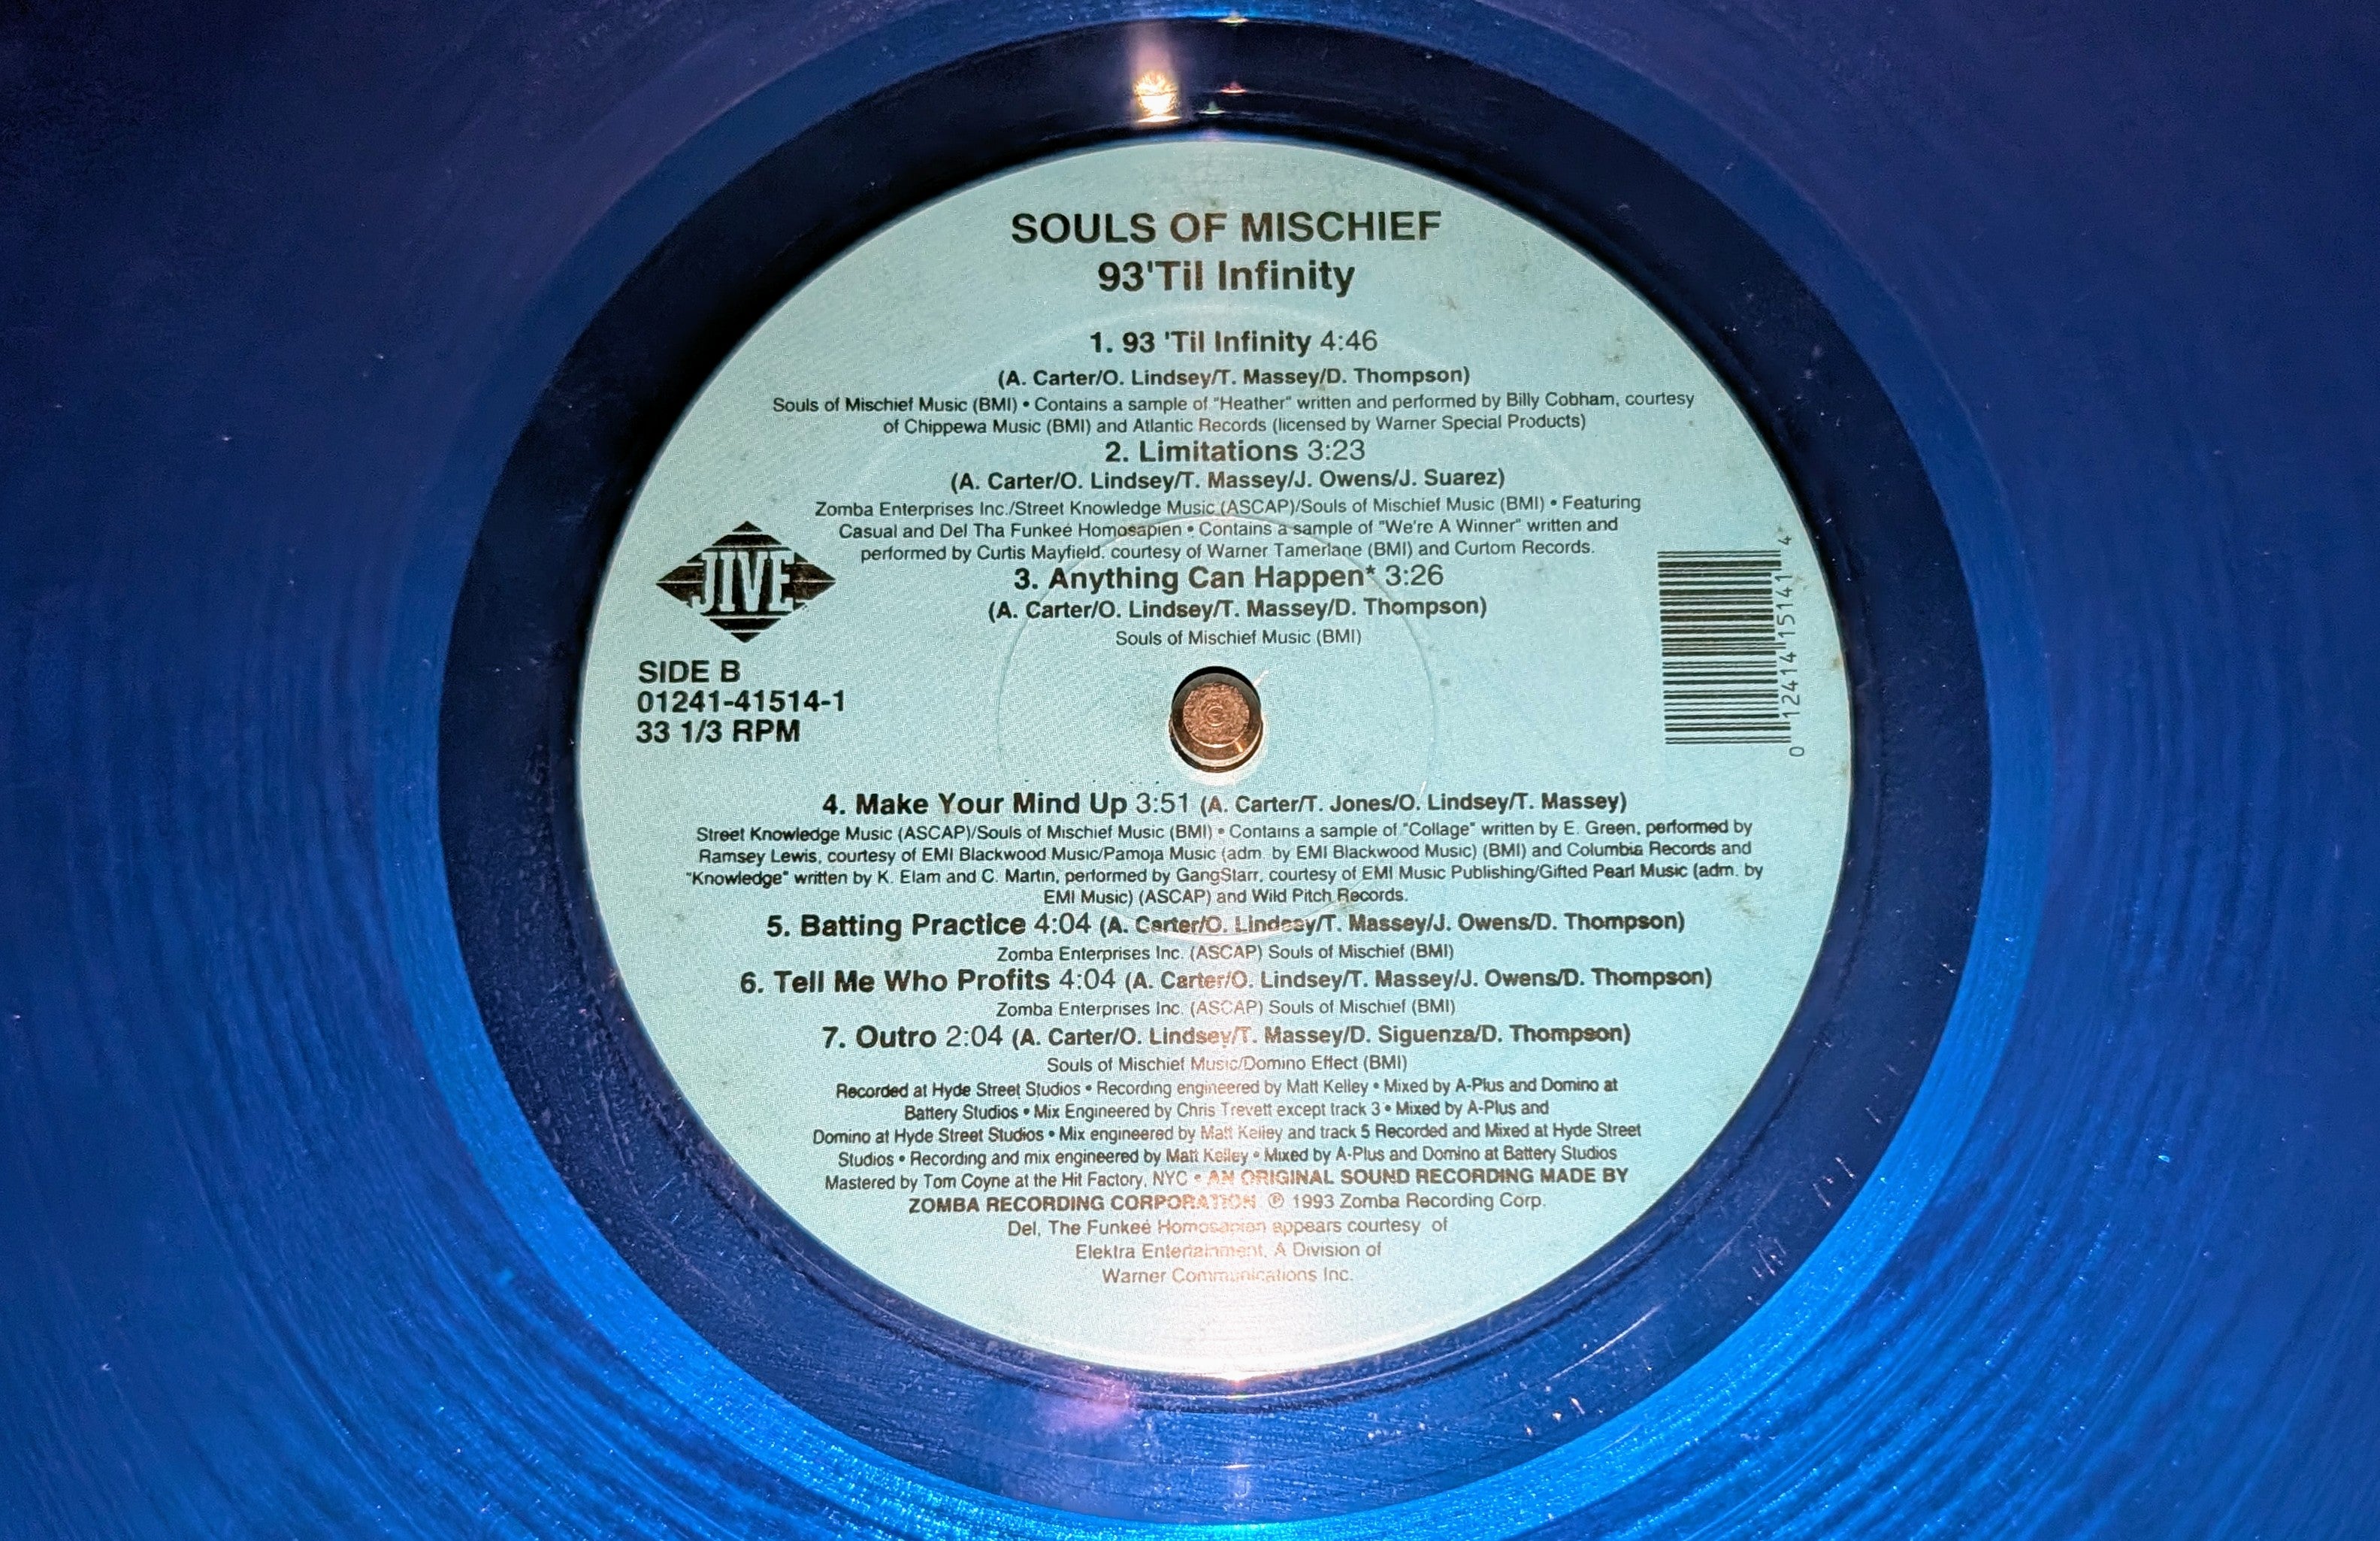 SOULS OF MISCHIEF
93'Til Infinity
1. 93 'Til Infinity 4:46
(A. Carter/O. Lindsey/T. Massey/D. Thompson)
Souls of Mischief Music (BMI) • Contains a sample of "Heather" written and performed by Billy Cobham, courtesy
of Chippewa Music (BMI) and Atlantic Records (licensed by Warner Special Products)
2. Limitations 3:23
(A. Carter/O. Lindsey/T. Massey/J. Owens/J. Suarez)
Zomba Enterprises Inc./Street Knowledge Music (ASCAP)/Souls of Mischief Music (BMI) • Featuring
Casual and Del Tha Funkeé Homosapien • Contains a sample of "We're A Winner" written and
performed by Curtis Mayfield, courtesy of Warner Tamerlane (BMI) and Curtom Records.
3. Anything Can Happen* 3:26
(A. Carter/O. Lindsey/T. Massey/D. Thompson)
Souls of Mischief Music (BMI)
JIVE
SIDE B
01241-41514-1
33 1/3 RPM
0 12414 15141 4
4. Make Your Mind Up 3:51 (A. Carter/T. Jones/O. Lindsey/T. Massey)
Street Knowledge Music (ASCAP)/Souls of Mischief Music (BMI) • Contains a sample of "Collage" written by E. Green, performed by
Ramsey Lewis, courtesy of EMI Blackwood Music/Pamoja Music (adm. by EMI Blackwood Music) (BMI) and Columbia Records and
"Knowledge" written by K. Elam and C. Martin, performed by GangStarr, courtesy of EMI Music Publishing/Gifted Pearl Music (adm. by
EMI Music) (ASCAP) and Wild Pitch Records.
5. Batting Practice 4:04 (A. Carter/O. Lindsey/T. Massey/J. Owens/D. Thompson)
Zomba Enterprises Inc. (ASCAP) Souls of Mischief (BMI)
6. Tell Me Who Profits 4:04 (A. Carter/O. Lindsey/T. Massey/J. Owens/D. Thompson)
Zomba Enterprises Inc. (ASCAP) Souls of Mischief (BMI)
7. Outro 2:04 (A. Carter/O. Lindsey/T. Massey/D. Siguenza/D. Thompson)
Souls of Mischief Music/Domino Effect (BMI)
Recorded at Hyde Street Studios • Recording engineered by Matt Kelley • Mixed by A-Plus and Domino at
Battery Studios • Mix Engineered by Chris Trevett except track 3 • Mixed by A-Plus and
Domino at Hyde Street Studios • Mix engineered by Matt Kelley and track 5 Recorded and Mixed at Hyde Street
Studios • Recording and mix engineered by Matt Kelley • Mixed by A-Plus and Domino at Battery Studios
Mastered by Tom Coyne at the Hit Factory, NYC • AN ORIGINAL SOUND RECORDING MADE BY
ZOMBA RECORDING CORPORATION ℗ 1993 Zomba Recording Corp.
Del, The Funkeé Homosapien appears courtesy of
Elektra Entertainment, A Division of
Warner Communications Inc.